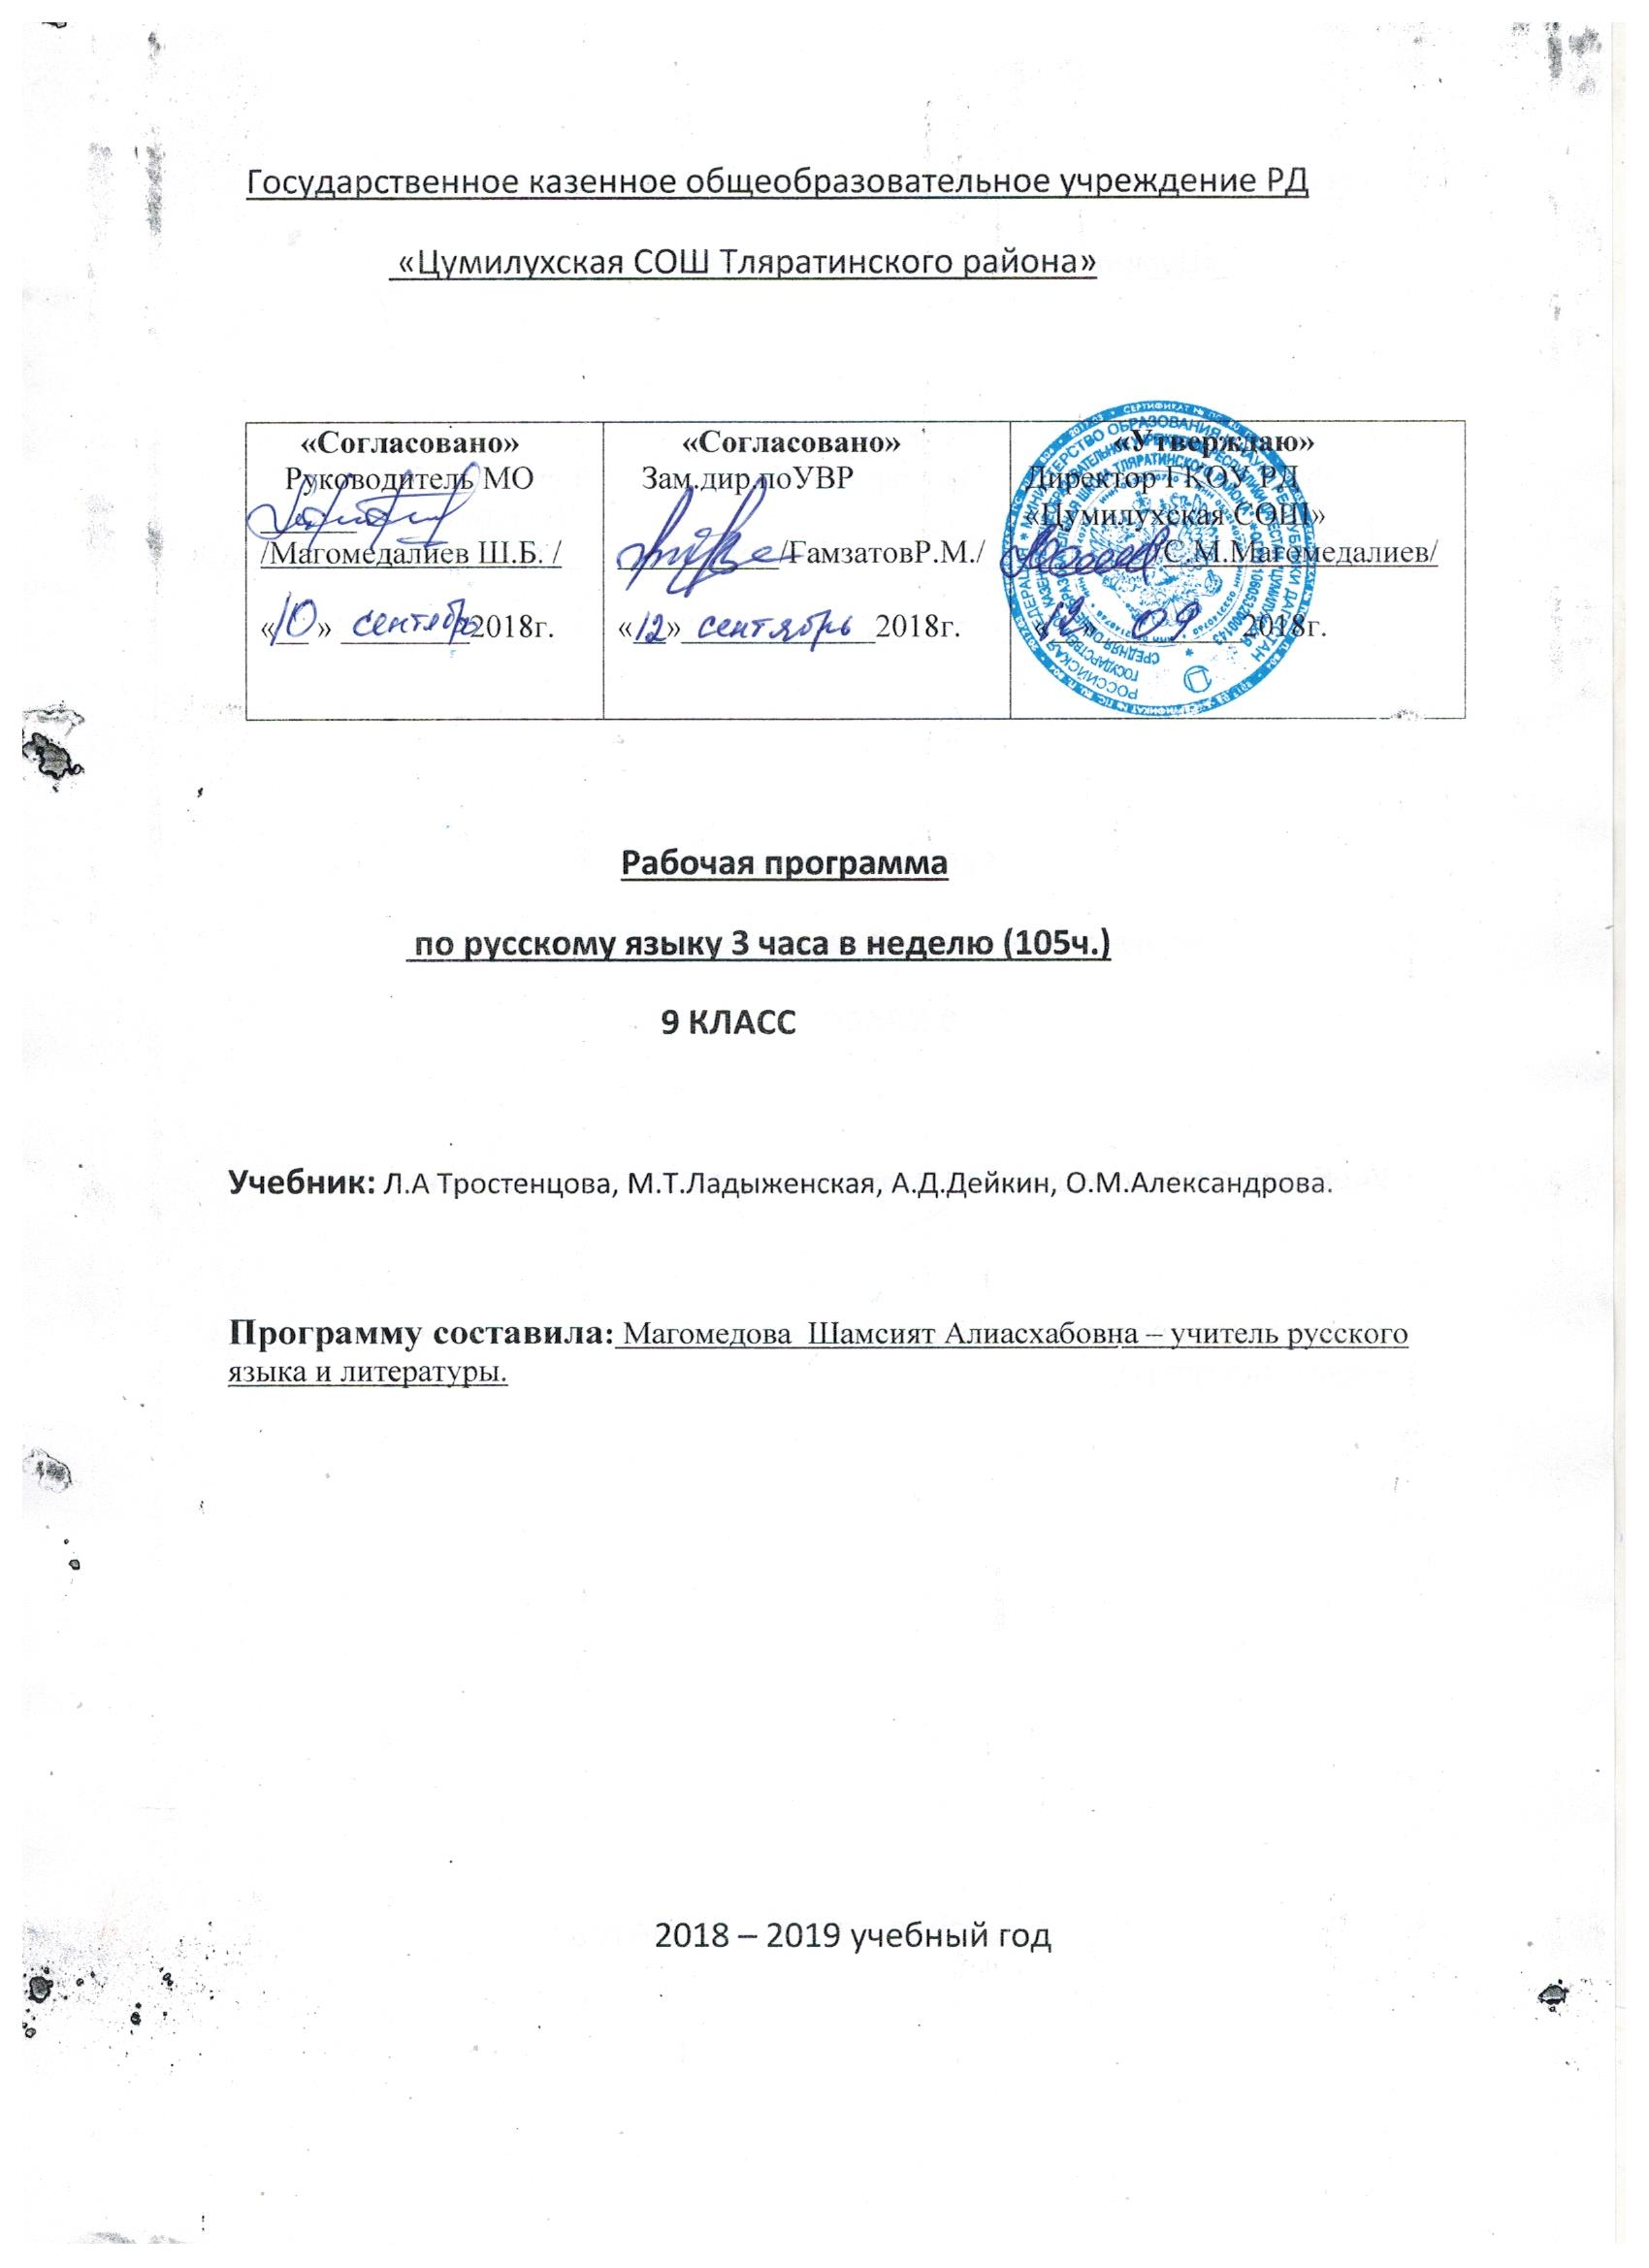 Государственное казенное общеобразовательное учреждение РД
«Цумилухская СОШ Тляратинского района»
«Согласовано»
Руководитель МО
/Магомедалиев Ш.Б. /
«10» сентябрь 2018г.
«Согласовано»
Зам.дир.поУВР
/ГамзатовР.М./
«12» сентябрь 2018г.
«Утверждаю»
Директор ГКОУ РД
«Цумилухская СОШ»
С.М.Магомедалиев/
«12» 09 2018г.
Рабочая программа
по русскому языку 3 часа в неделю (105ч.)
9 КЛАСС
Учебник: Л.А Тростенцова, М.Т.Ладыженская, А.Д.Дейкин, О.М.Александрова.
Программу составила: Магомедова Шамсият Алиасхабовна – учитель русского
языка и литературы.
2018 – 2019 учебный год